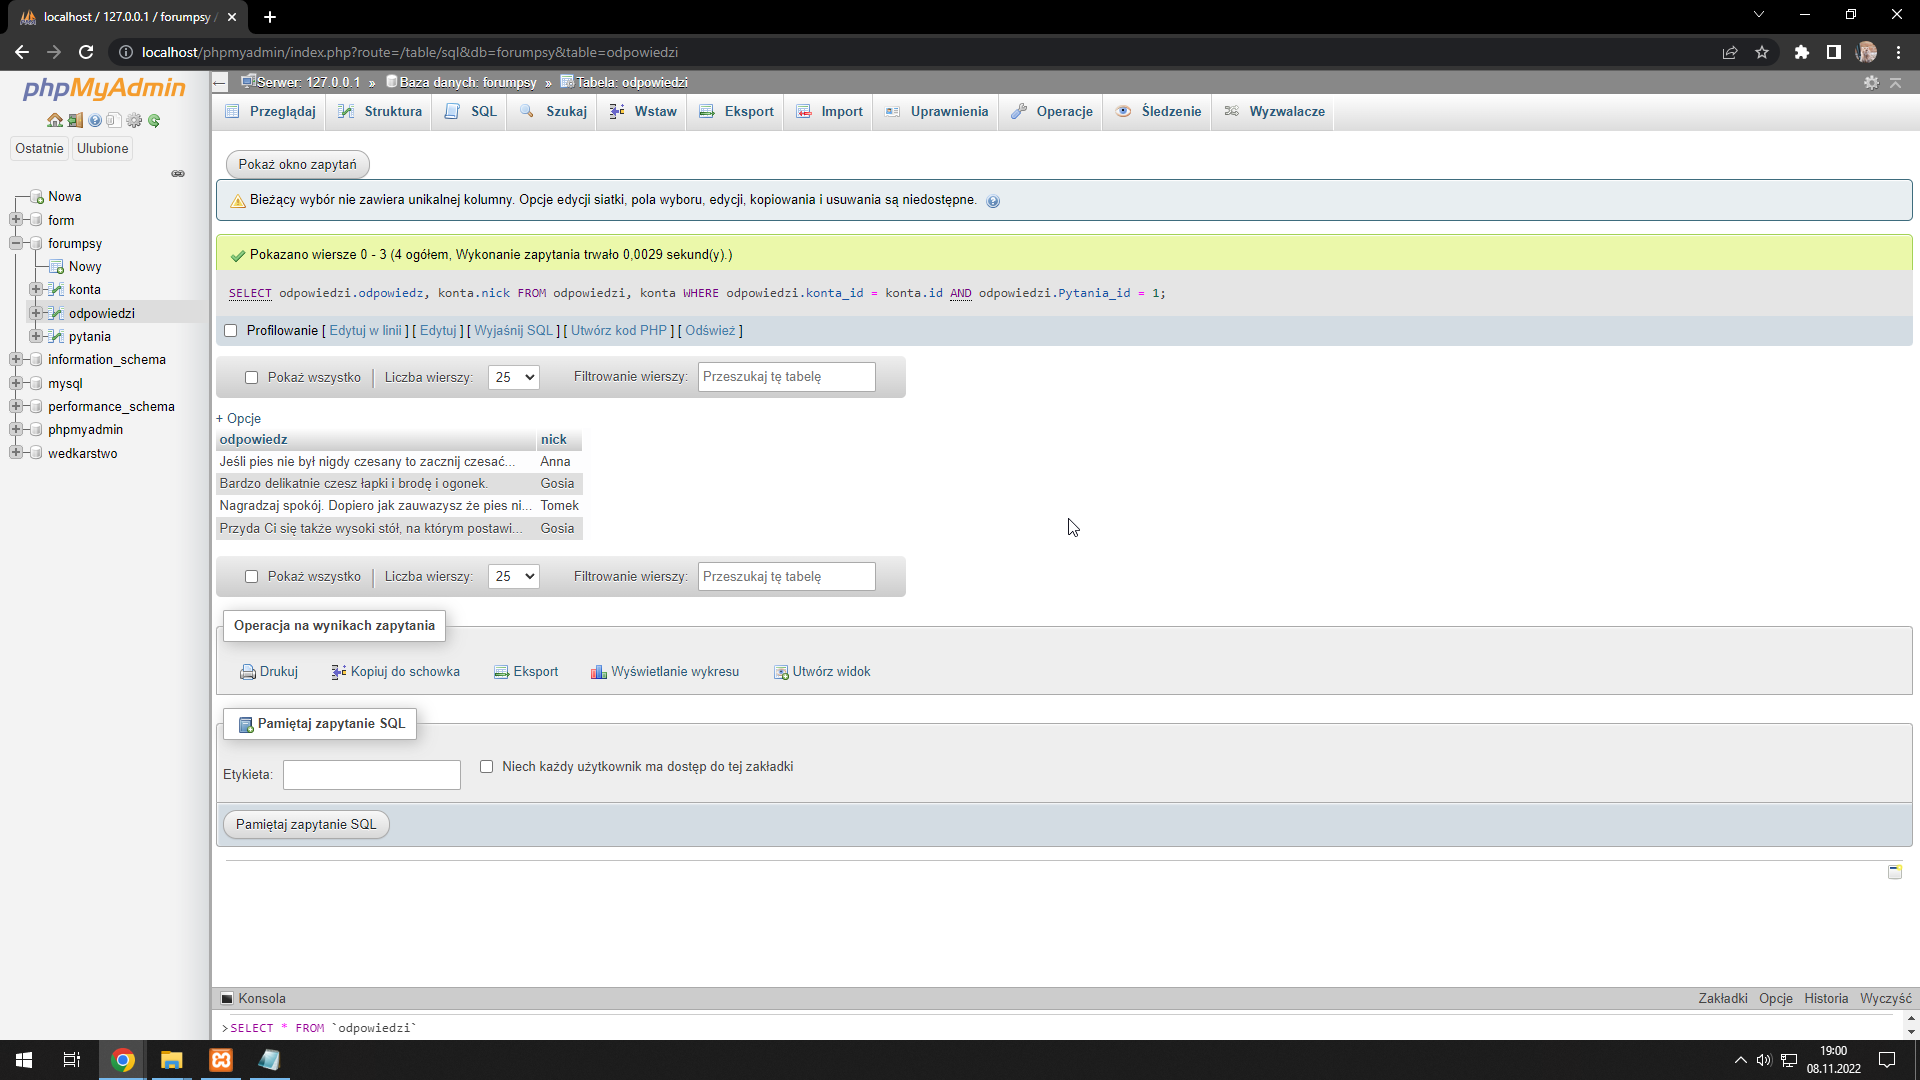 localhost / 127.0.0.1 / forumpsy /
localhost/phpmyadmin/index.php?route=/table/sql&db=forumpsy&table=odpowiedzi
phpMyAdmin
Ostatnie Ulubione
Nowa
form
forumpsy
Nowy
konta
odpowiedzi
pytania
information_schema
mysql
performance_schema
phpmyadmin
wedkarstwo
Serwer: 127.0.0.1 » Baza danych: forumpsy » Tabela: odpowiedzi
Przeglądaj Struktura SQL Szukaj Wstaw Eksport Import Uprawnienia Operacje Śledzenie Wyzwalacze
Pokaż okno zapytań
Bieżący wybór nie zawiera unikalnej kolumny. Opcje edycji siatki, pola wyboru, edycji, kopiowania i usuwania są niedostępne.
Pokazano wiersze 0 - 3 (4 ogółem, Wykonanie zapytania trwało 0,0029 sekund(y).)
SELECT odpowiedzi.odpowiedz, konta.nick FROM odpowiedzi, konta WHERE odpowiedzi.konta_id = konta.id AND odpowiedzi.Pytania_id = 1;
Profilowanie [ Edytuj w linii ] [ Edytuj ] [ Wyjaśnij SQL ] [ Utwórz kod PHP ] [ Odśwież ]
Pokaż wszystko Liczba wierszy: 25 Filtrowanie wierszy: Przeszukaj tę tabelę
+ Opcje
odpowiedz nick
Jeśli pies nie był nigdy czesany to zacznij czesać... Anna
Bardzo delikatnie czesz łapki i brodę i ogonek. Gosia
Nagradzaj spokój. Dopiero jak zauwazysz że pies ni... Tomek
Przyda Ci się także wysoki stół, na którym postawi... Gosia
Pokaż wszystko Liczba wierszy: 25 Filtrowanie wierszy: Przeszukaj tę tabelę
Operacja na wynikach zapytania
Drukuj Kopiuj do schowka Eksport Wyświetlanie wykresu Utwórz widok
Pamiętaj zapytanie SQL
Etykieta: Niech każdy użytkownik ma dostęp do tej zakładki
Pamiętaj zapytanie SQL
Konsola Zakładki Opcje Historia Wyczyść
>SELECT * FROM `odpowiedzi`
19:00
08.11.2022